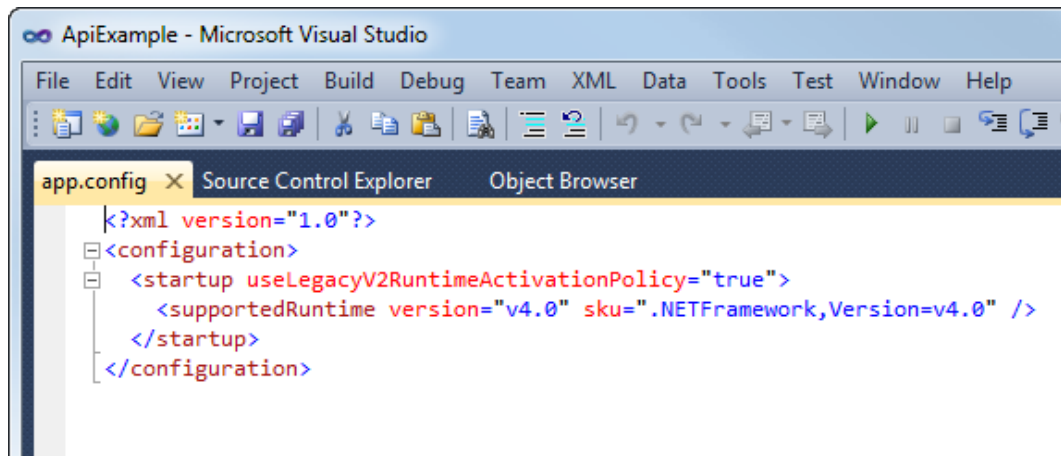 ApiExample - Microsoft Visual Studio
File Edit View Project Build Debug Team XML Data Tools Test Window Help
app.config Source Control Explorer Object Browser
<?xml version="1.0"?>
<configuration>
<startup useLegacyV2RuntimeActivationPolicy="true">
<supportedRuntime version="v4.0" sku=".NETFramework,Version=v4.0" />
</startup>
</configuration>